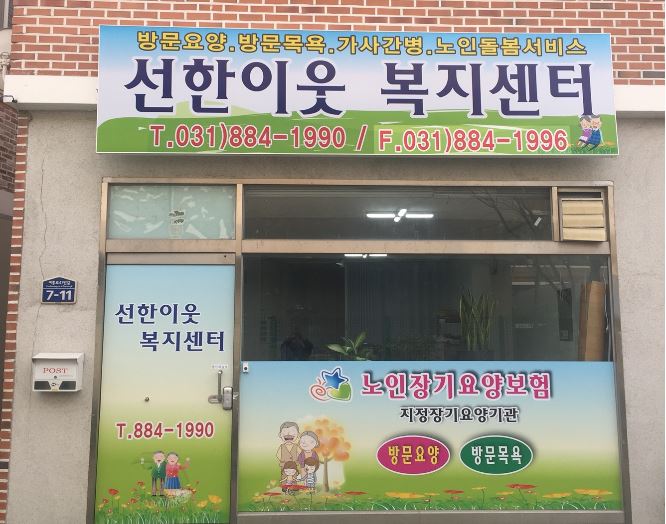 방문요양.방문목욕.가사간병.노인돌봄서비스
선한이웃 복지센터
T.031)884-1990 / F.031)884-1996
7-11
선한이웃
복지센터
POST
T.884-1990
노인장기요양보험
지정장기요양기관
방문요양
방문목욕